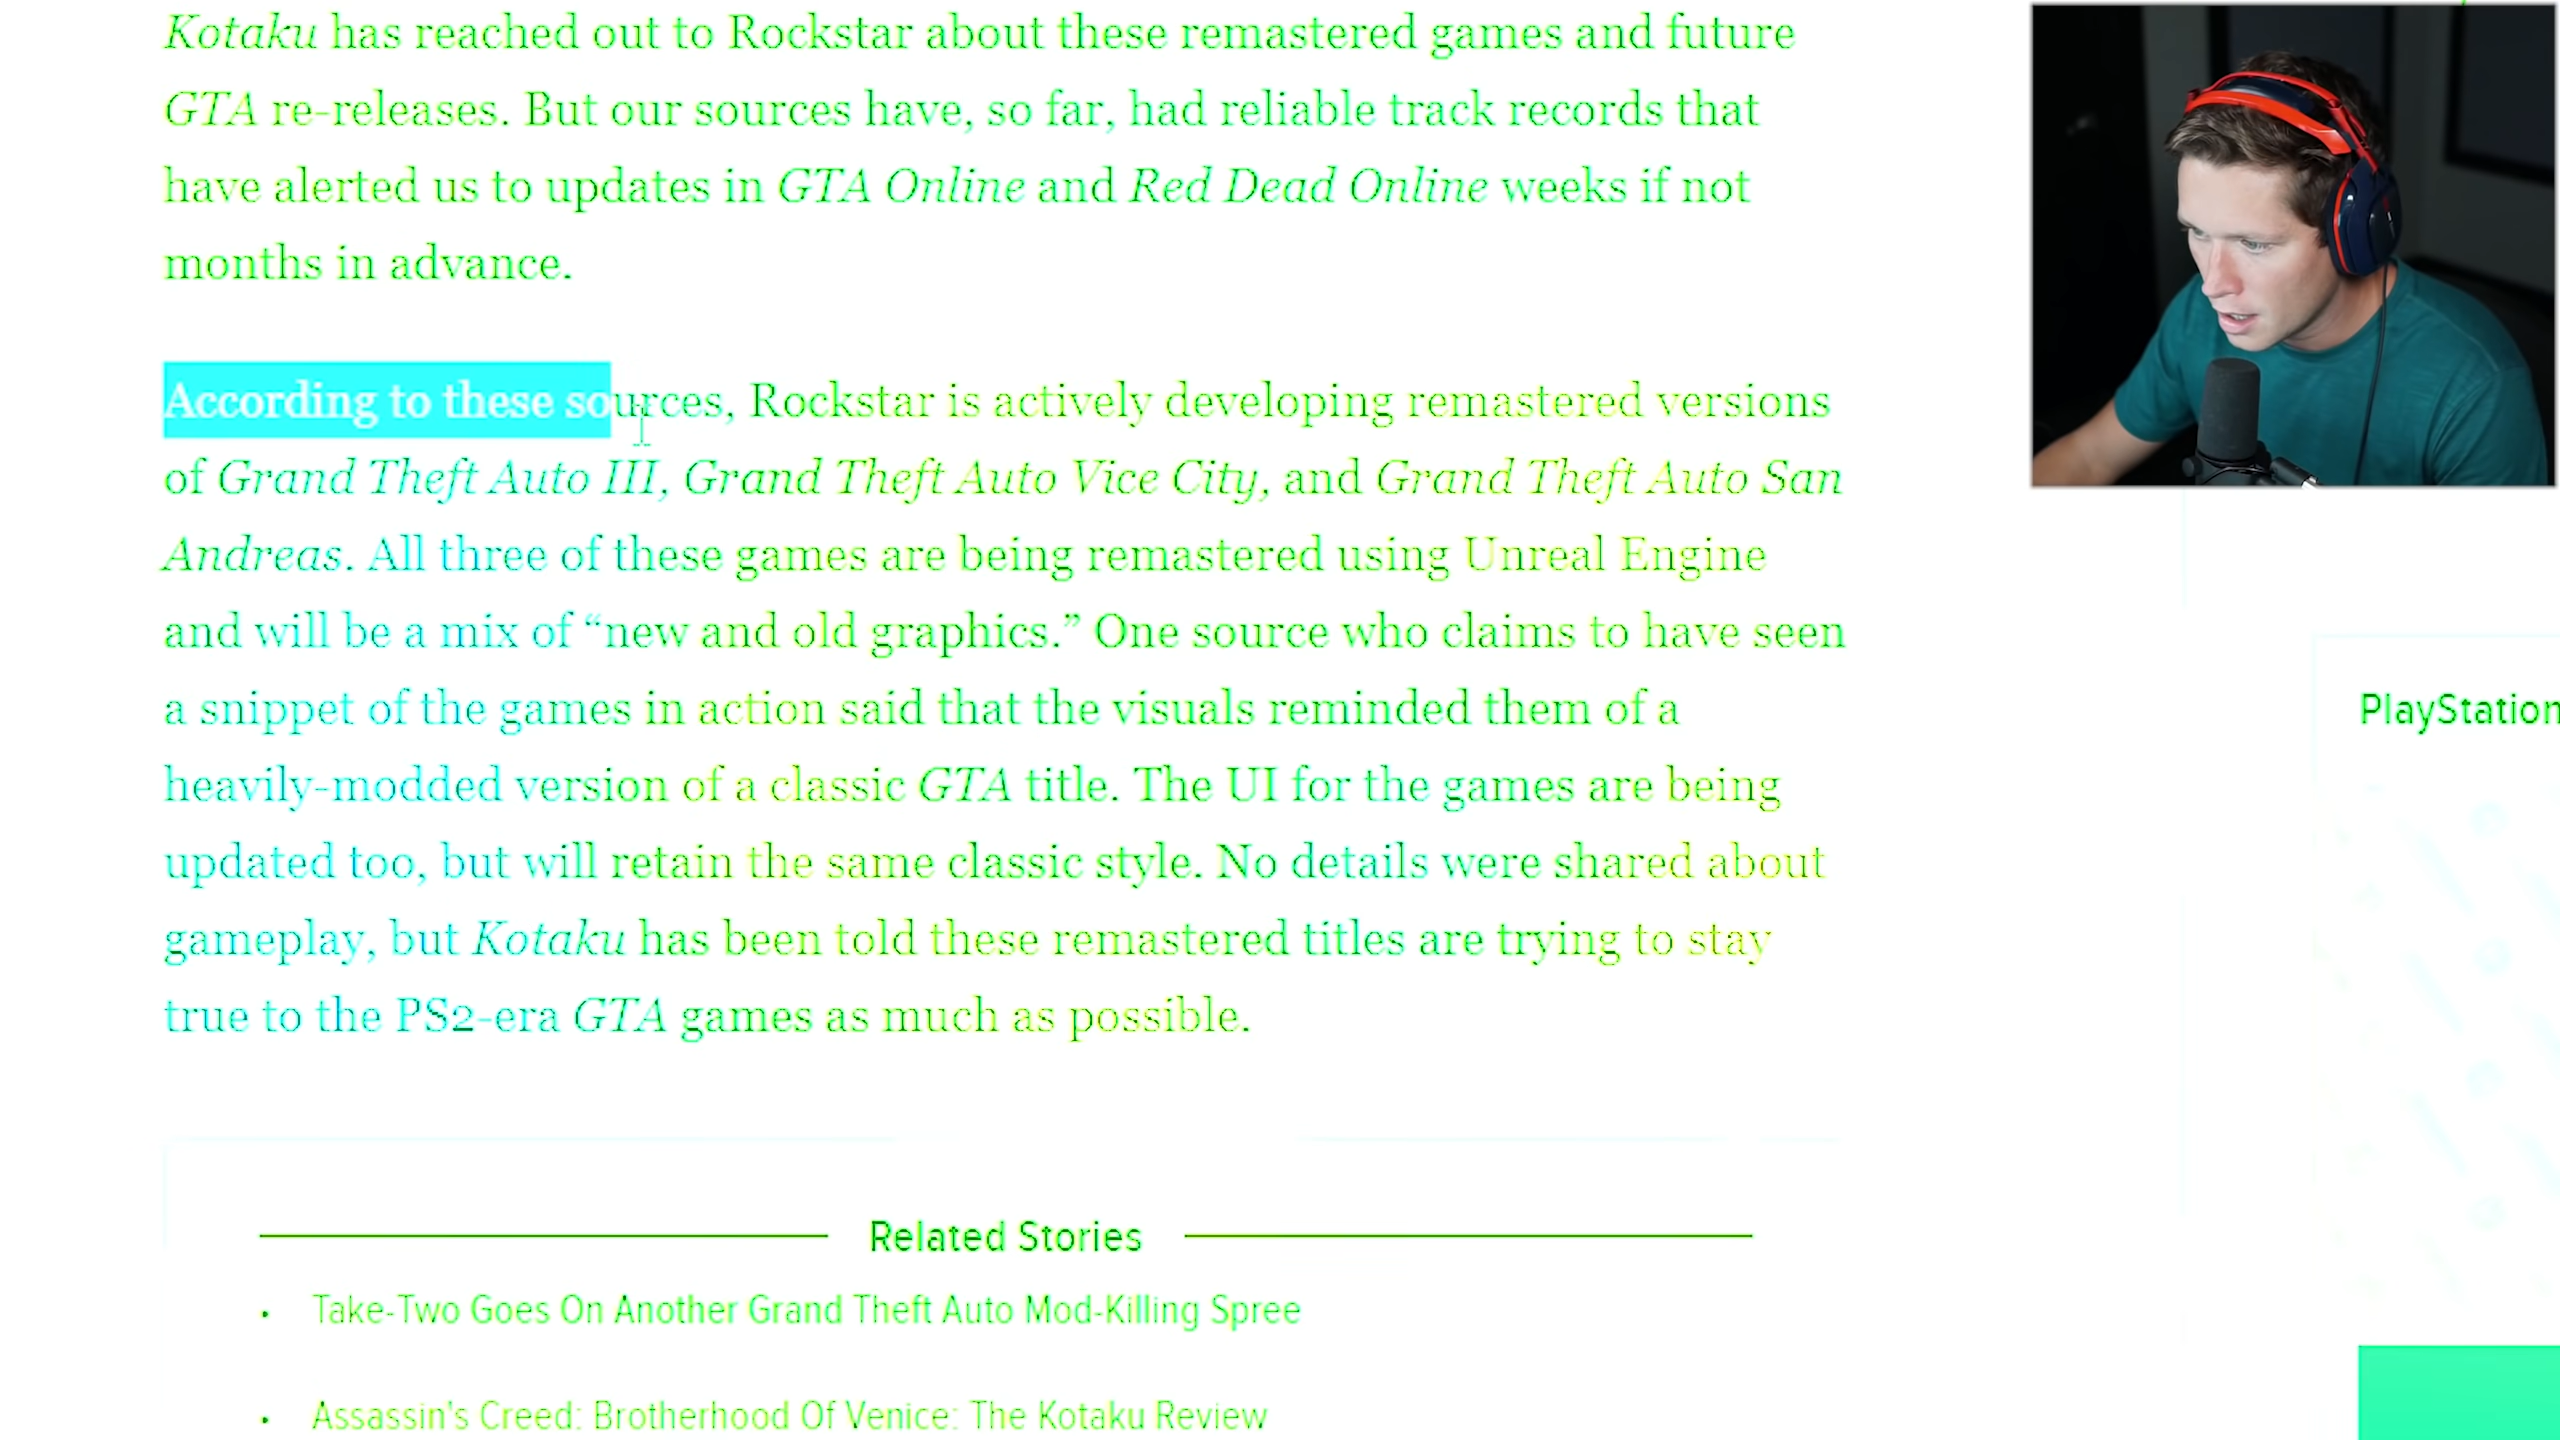 Kotaku has reached out to Rockstar about these remastered games and future
GTA re-releases. But our sources have, so far, had reliable track records that
have alerted us to updates in GTA Online and Red Dead Online weeks if not
months in advance.
According to these sources, Rockstar is actively developing remastered versions
of Grand Theft Auto III, Grand Theft Auto Vice City, and Grand Theft Auto San
Andreas. All three of these games are being remastered using Unreal Engine
and will be a mix of “new and old graphics.” One source who claims to have seen
a snippet of the games in action said that the visuals reminded them of a
heavily-modded version of a classic GTA title. The UI for the games are being
updated too, but will retain the same classic style. No details were shared about
gameplay, but Kotaku has been told these remastered titles are trying to stay
true to the PS2-era GTA games as much as possible.
PlayStation
Related Stories
• Take-Two Goes On Another Grand Theft Auto Mod-Killing Spree
• Assassin's Creed: Brotherhood Of Venice: The Kotaku Review